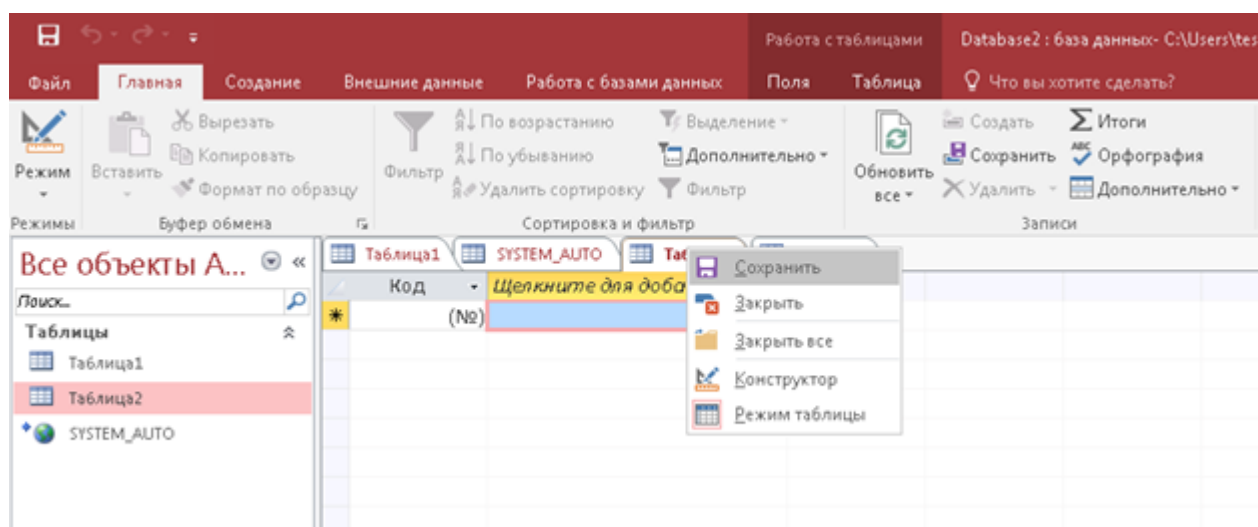 Работа с таблицами
Database2 : база данных- C:\Users\tes
Файл Главная Создание Внешние данные Работа с базами данных Поля Таблица Что вы хотите сделать?
Режим
Вставить
Вырезать
Копировать
Формат по образцу
Фильтр
По возрастанию
По убыванию
Удалить сортировку
Выделение
Дополнительно
Фильтр
Обновить
все
Создать
Сохранить
Удалить
Итоги
Орфография
Дополнительно
Режимы Буфер обмена Сортировка и фильтр Записи
Все объекты A...
Поиск...
Таблицы
Таблица1
Таблица2
SYSTEM_AUTO
Таблица1 SYSTEM_AUTO Таб
Код Щелкните для доба
(№)
Сохранить
Закрыть
Закрыть все
Конструктор
Режим таблицы